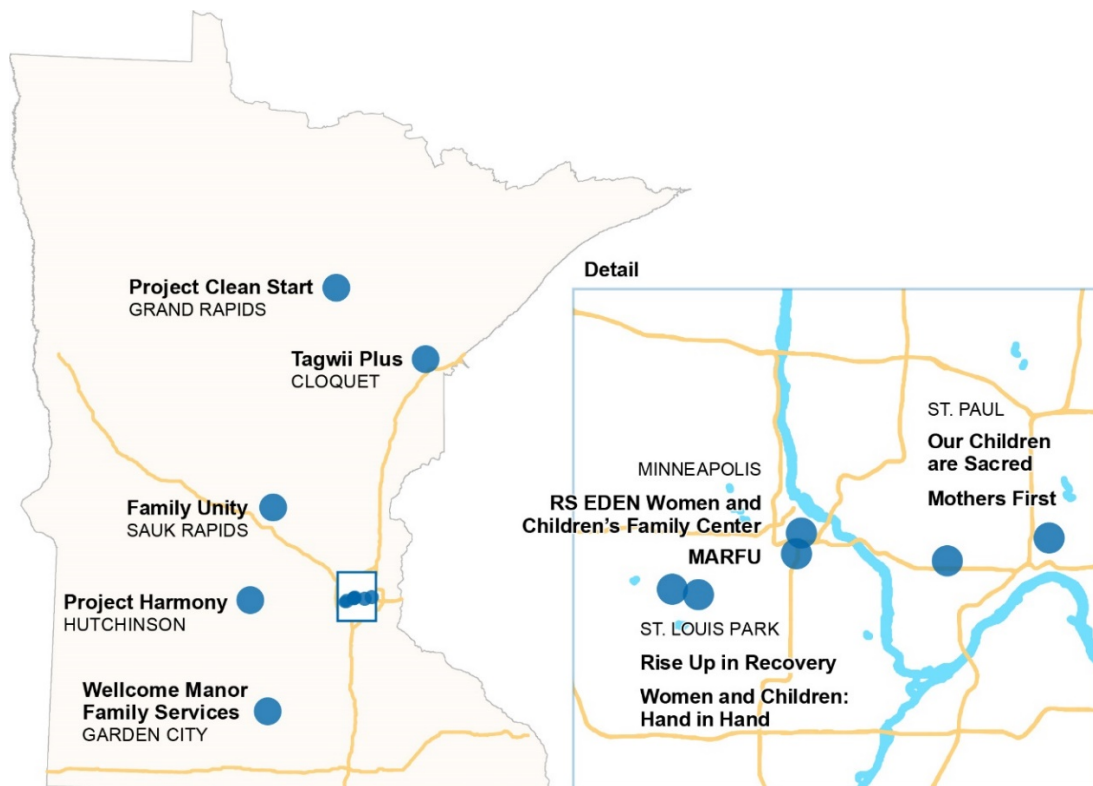 Project Clean Start
GRAND RAPIDS
Tagwii Plus
CLOQUET
Family Unity
SAUK RAPIDS
Project Harmony
HUTCHINSON
Wellcome Manor
Family Services
GARDEN CITY
Detail
MINNEAPOLIS
RS EDEN Women and
Children’s Family Center
MARFU
ST. PAUL
Our Children
are Sacred
Mothers First
ST. LOUIS PARK
Rise Up in Recovery
Women and Children:
Hand in Hand